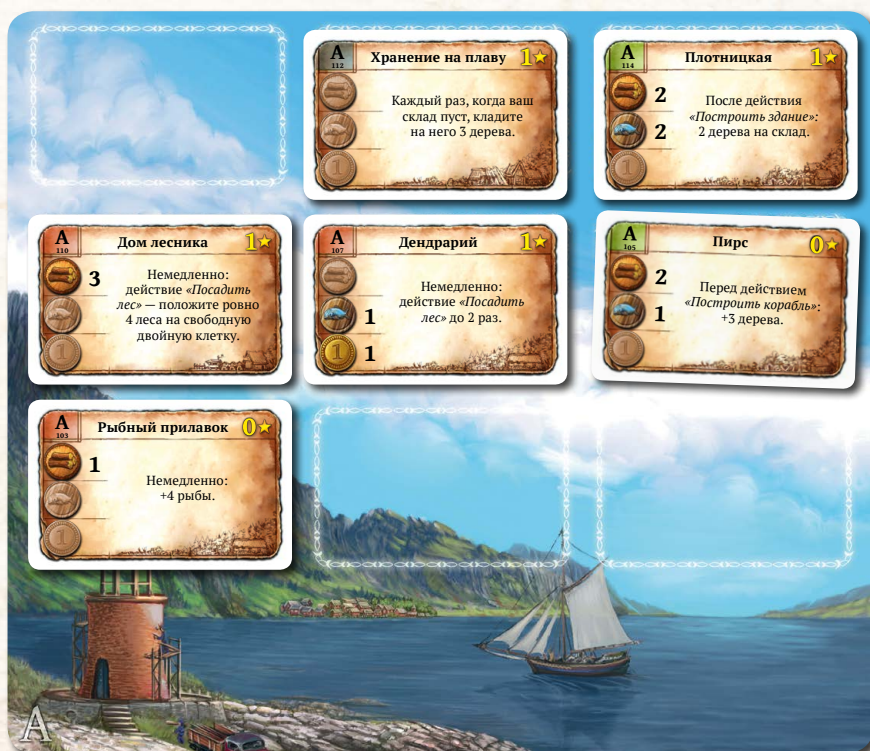 A
112
Хранение на плаву
1
Каждый раз, когда ваш
склад пуст, кладите
на него 3 дерева.
1
A
114
Плотницкая
1
2
2
После действия
«Построить здание»:
2 дерева на склад.
1
A
110
Дом лесника
1
3
Немедленно:
действие «Посадить
лес» — положите ровно
4 леса на свободную
двойную клетку.
1
A
107
Дендрарий
1
Немедленно:
действие «Посадить
лес» до 2 раз.
1
1
1
A
105
Пирс
0
2
1
Перед действием
«Построить корабль»:
+3 дерева.
1
A
103
Рыбный прилавок
0
1
Немедленно:
+4 рыбы.
1
A